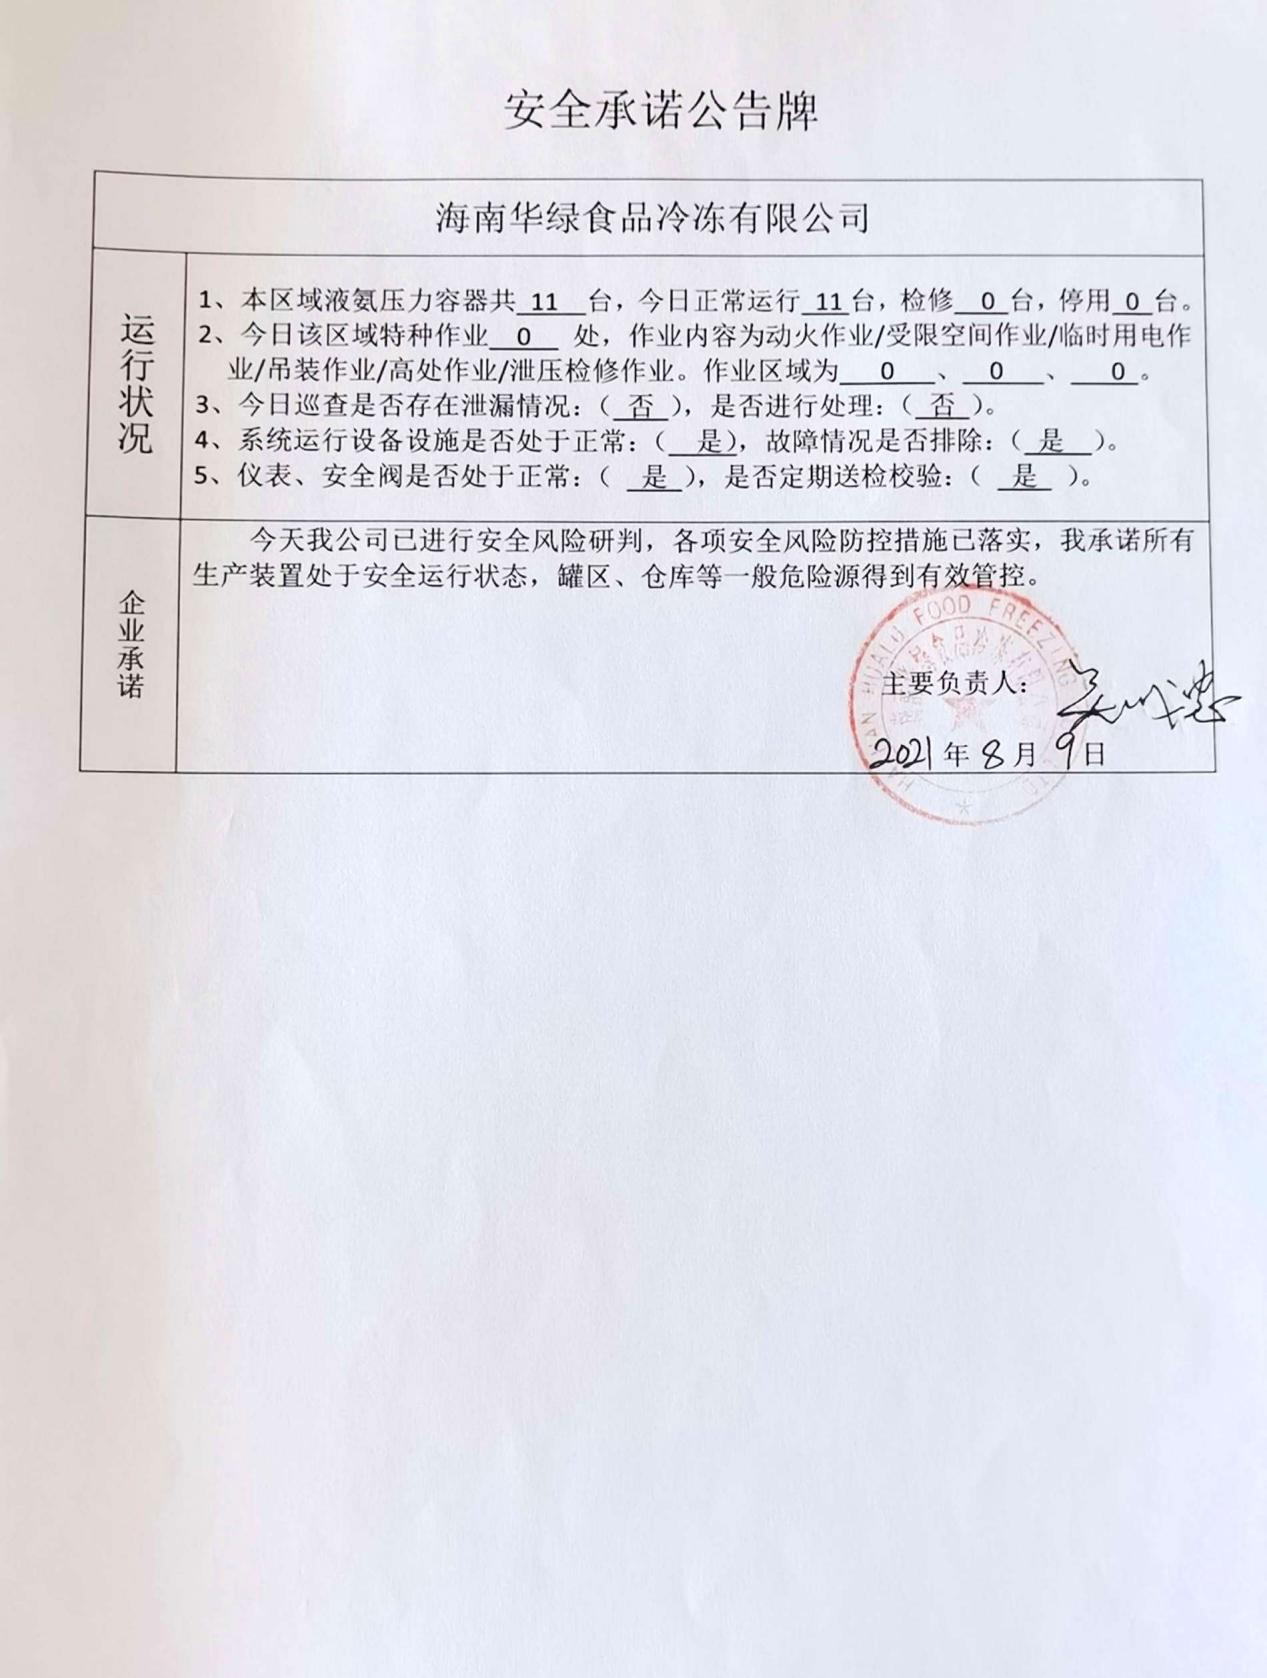 安全承诺公告牌
海南华绿食品冷冻有限公司
运行状况
1、本区域液氨压力容器共 11 台，今日正常运行 11 台，检修 0 台，停用 0 台。
2、今日该区域特种作业 0 处，作业内容为动火作业/受限空间作业/临时用电作
业/吊装作业/高处作业/泄压检修作业。作业区域为 0 、 0 、 0 。
3、今日巡查是否存在泄漏情况：（ 否 ），是否进行处理：（ 否 ）。
4、系统运行设备设施是否处于正常：（ 是），故障情况是否排除：（ 是 ）。
5、仪表、安全阀是否处于正常：（ 是 ），是否定期送检校验：（ 是 ）。
企业承诺
今天我公司已进行安全风险研判，各项安全风险防控措施已落实，我承诺所有
生产装置处于安全运行状态，罐区、仓库等一般危险源得到有效管控。
HAINAN HUALU FOOD FREEZING
LTD
主要负责人：
2021年8月9日